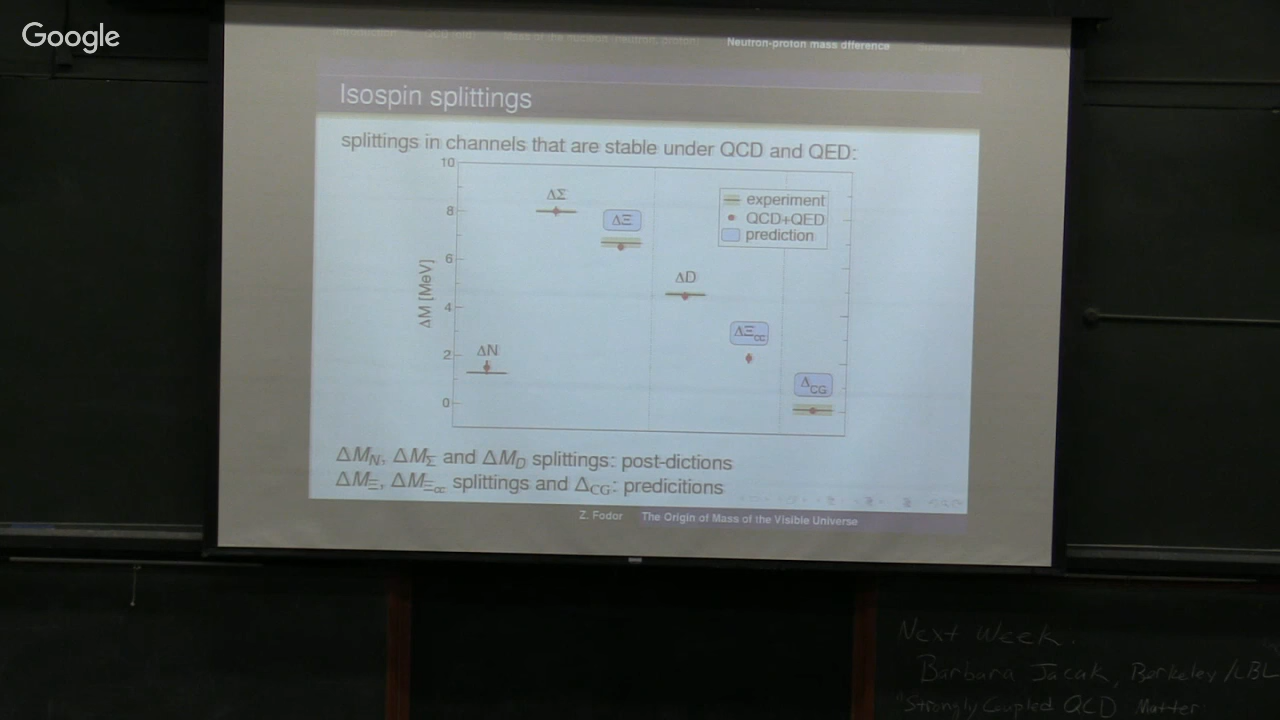 Google
Neutron-proton mass difference
Isospin splittings
splittings in channels that are stable under QCD and QED:
10
8
6
4
2
0
ΔM [MeV]
ΔN
ΔΣ
ΔΞ
ΔD
ΔΞcc
ΔCG
experiment
QCD+QED
prediction
ΔMN, ΔMΣ and ΔMD splittings: post-dictions
ΔMΞ, ΔMΞcc splittings and ΔCG: predicitions
Z. Fodor The Origin of Mass of the Visible Universe
Next Week.
Barbara Jacak, Berkeley/LBL
"Strongly Coupled QCD Matter